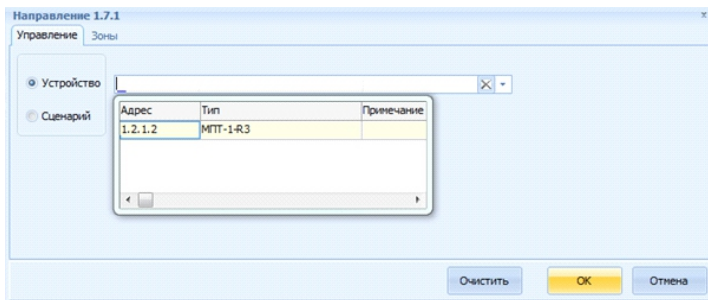 Направление 1.7.1
Управление Зоны
Устройство
Сценарий
Адрес Тип Примечание
1.2.1.2 МПТ-1-R3
Очистить ОК Отмена